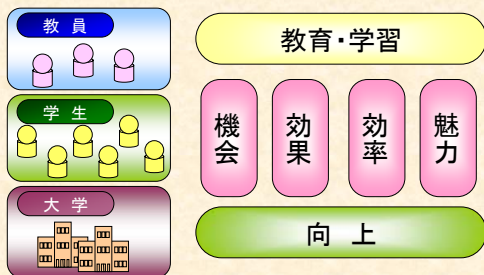 教 員
学 生
大 学
教育・学習
機会
効果
効率
魅力
向 上